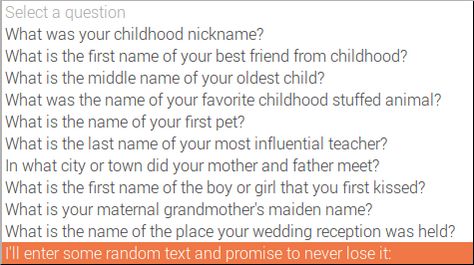 Select a question
What was your childhood nickname?
What is the first name of your best friend from childhood?
What is the middle name of your oldest child?
What was the name of your favorite childhood stuffed animal?
What is the name of your first pet?
What is the last name of your most influential teacher?
In what city or town did your mother and father meet?
What is the first name of the boy or girl that you first kissed?
What is your maternal grandmother's maiden name?
What is the name of the place your wedding reception was held?
I'll enter some random text and promise to never lose it: